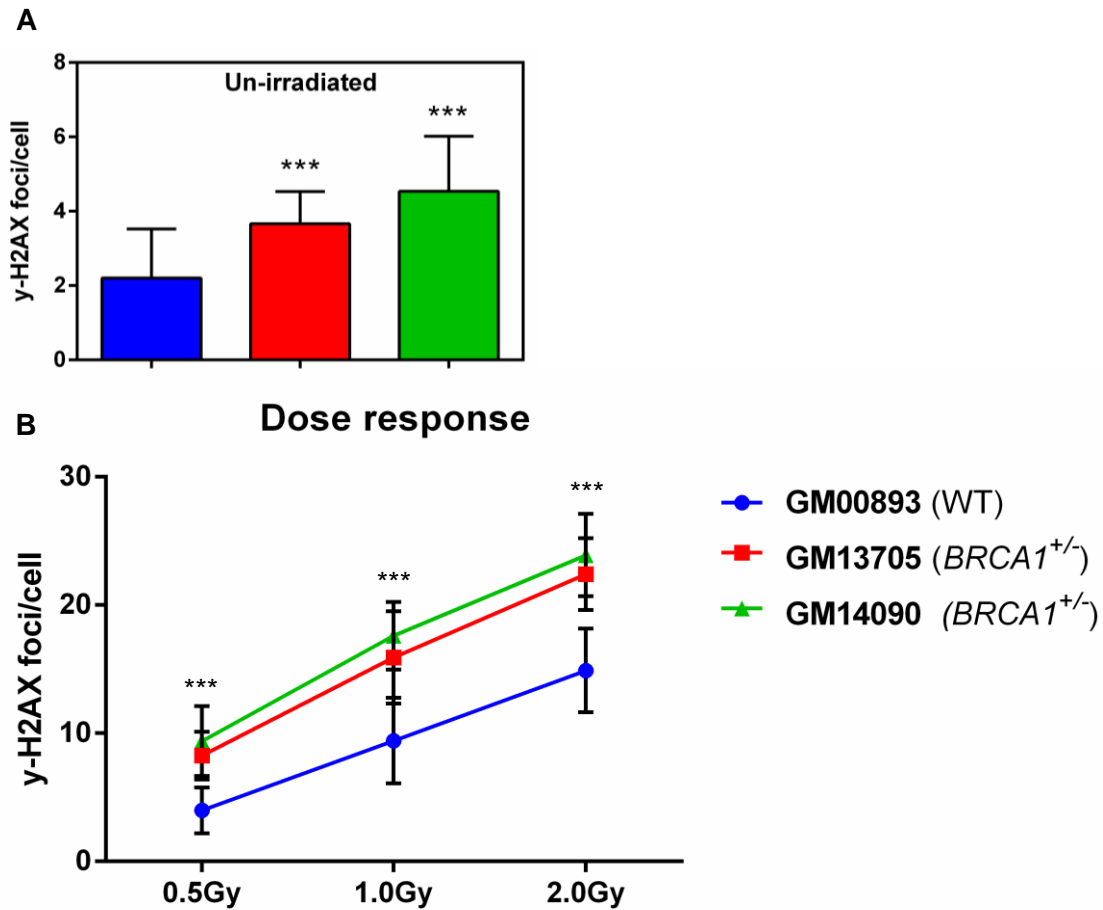 A
8
Un-irradiated
***
***
6
4
2
0
y-H2AX foci/cell
B
Dose response
30
***
***
***
20
10
0
y-H2AX foci/cell
0.5Gy 1.0Gy 2.0Gy
GM00893 (WT)
GM13705 (BRCA1+/-)
GM14090 (BRCA1+/-)